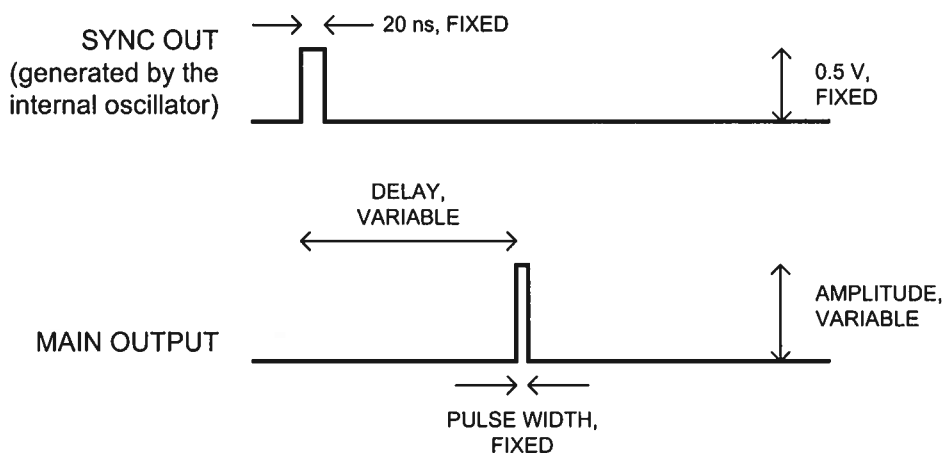 SYNC OUT
(generated by the
internal oscillator)
20 ns, FIXED
0.5 V,
FIXED
DELAY,
VARIABLE
MAIN OUTPUT
AMPLITUDE,
VARIABLE
PULSE WIDTH,
FIXED